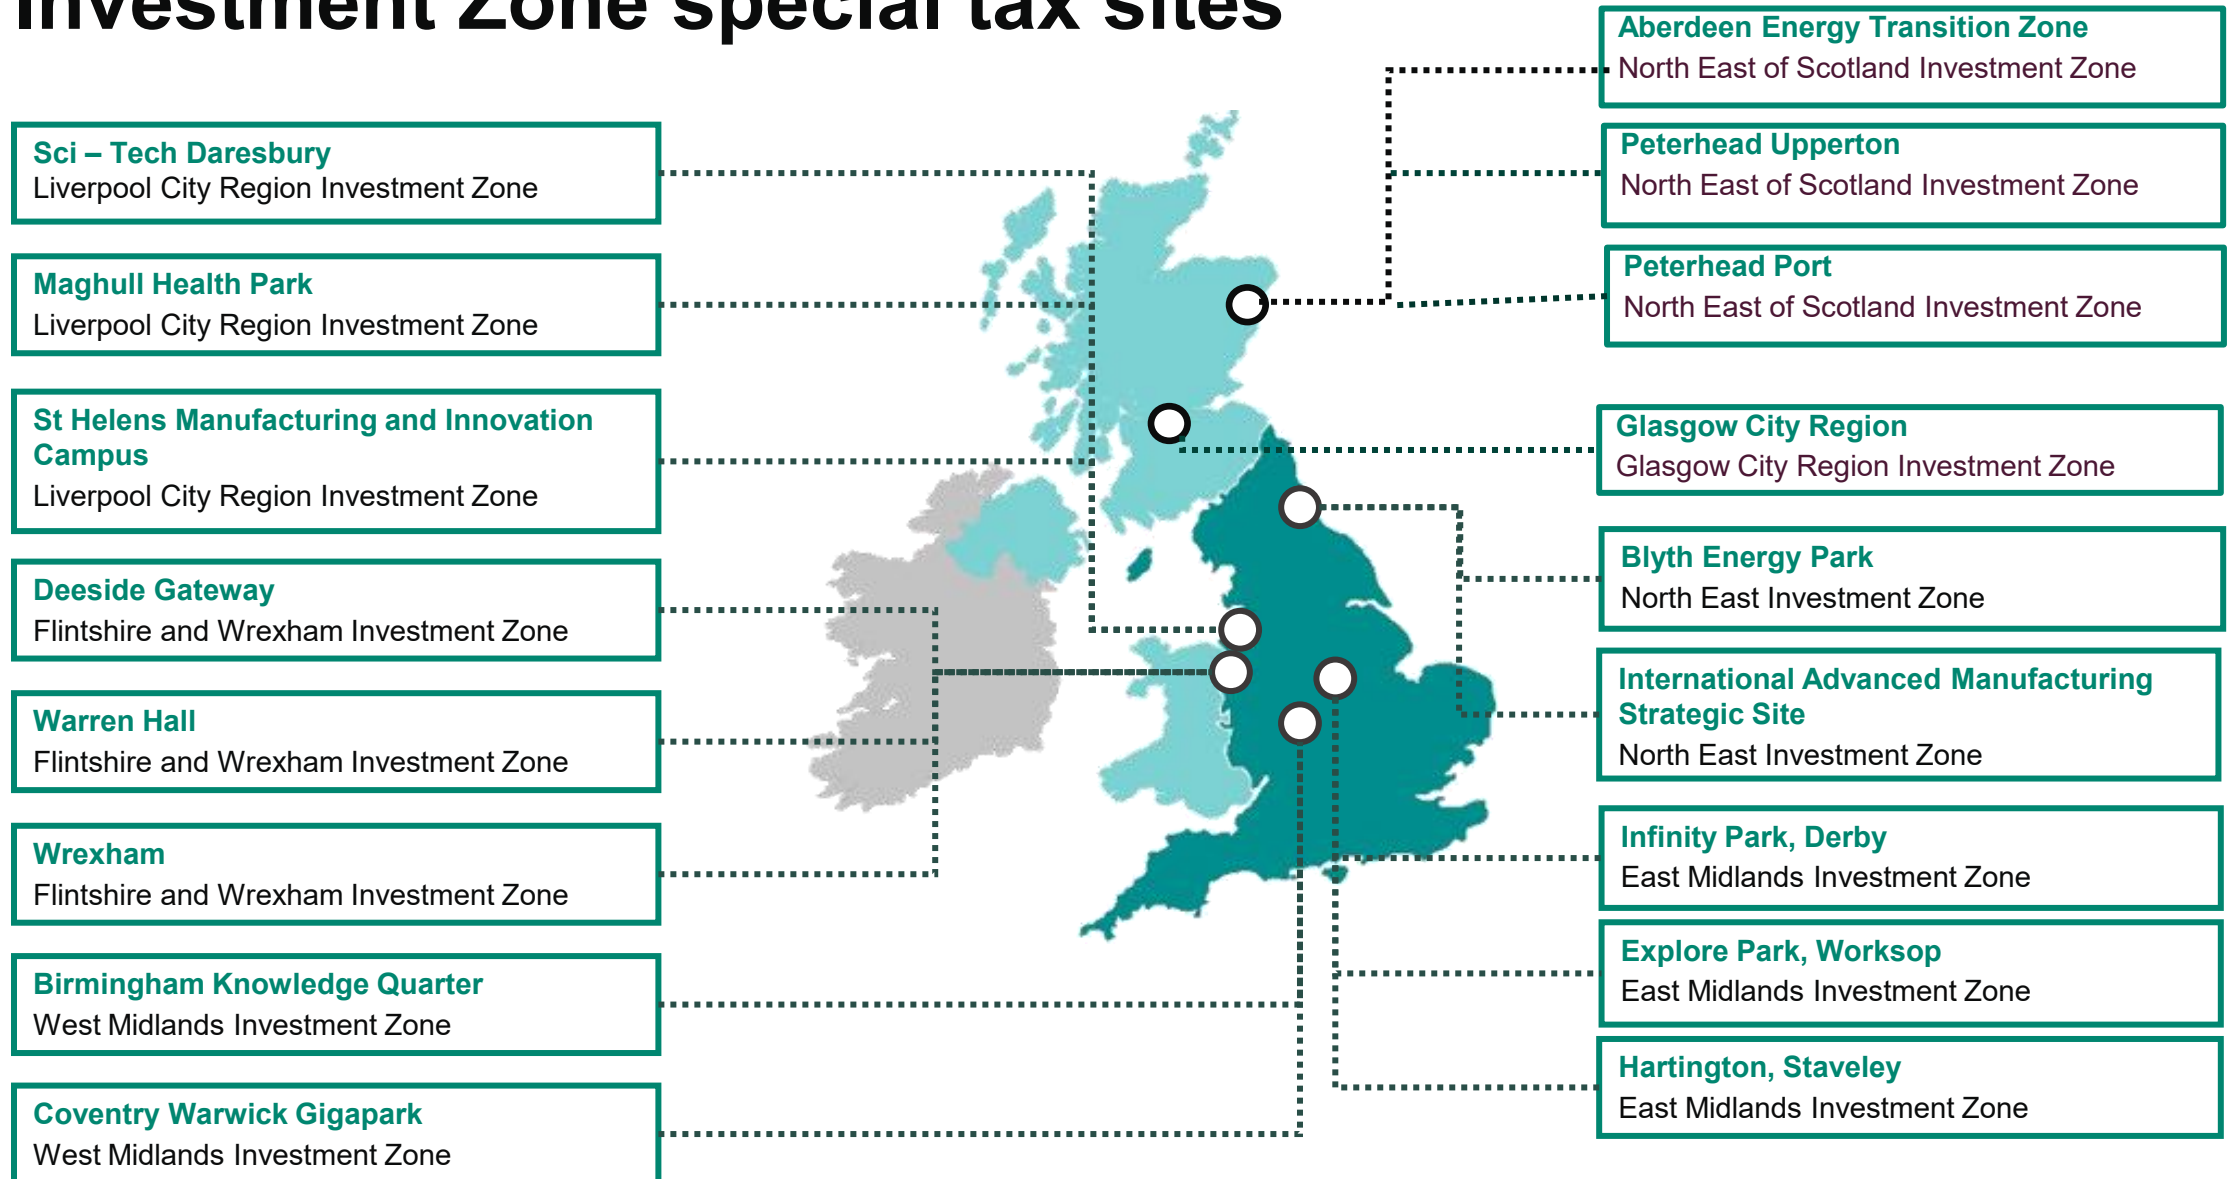 Investment Zone special tax sites
Sci – Tech Daresbury
Liverpool City Region Investment Zone
Maghull Health Park
Liverpool City Region Investment Zone
St Helens Manufacturing and Innovation
Campus
Liverpool City Region Investment Zone
Deeside Gateway
Flintshire and Wrexham Investment Zone
Warren Hall
Flintshire and Wrexham Investment Zone
Wrexham
Flintshire and Wrexham Investment Zone
Birmingham Knowledge Quarter
West Midlands Investment Zone
Coventry Warwick Gigapark
West Midlands Investment Zone
Aberdeen Energy Transition Zone
North East of Scotland Investment Zone
Peterhead Upperton
North East of Scotland Investment Zone
Peterhead Port
North East of Scotland Investment Zone
Glasgow City Region
Glasgow City Region Investment Zone
Blyth Energy Park
North East Investment Zone
International Advanced Manufacturing
Strategic Site
North East Investment Zone
Infinity Park, Derby
East Midlands Investment Zone
Explore Park, Worksop
East Midlands Investment Zone
Hartington, Staveley
East Midlands Investment Zone